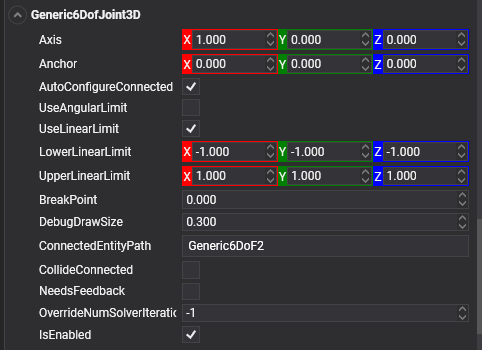 Generic6DofJoint3D
Axis X 1.000 Y 0.000 Z 0.000
Anchor X 0.000 Y 0.000 Z 0.000
AutoConfigureConnected
UseAngularLimit
UseLinearLimit
LowerLinearLimit X -1.000 Y -1.000 Z -1.000
UpperLinearLimit X 1.000 Y 1.000 Z 1.000
BreakPoint 0.000
DebugDrawSize 0.300
ConnectedEntityPath Generic6DoF2
CollideConnected
NeedsFeedback
OverrideNumSolverIteratic -1
IsEnabled